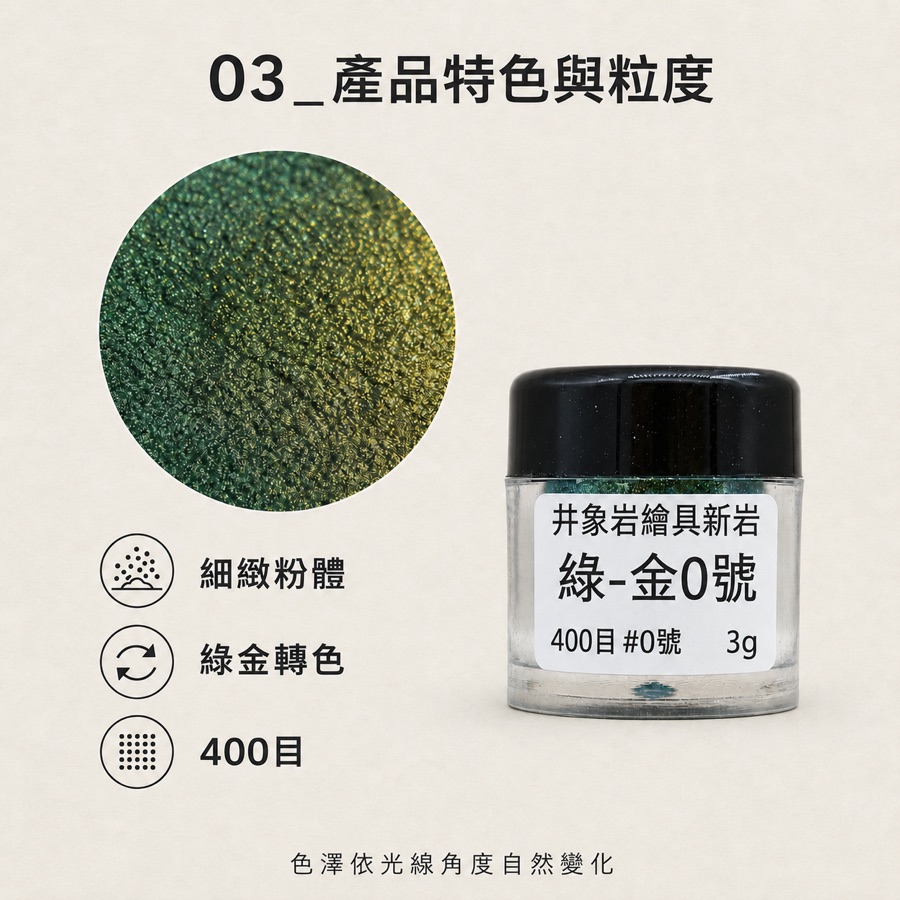 03_產品特色與粒度
細緻粉體
綠金轉色
400目
井象岩繪具新岩
綠-金0號
400目 #0號 3g
色澤依光線角度自然變化